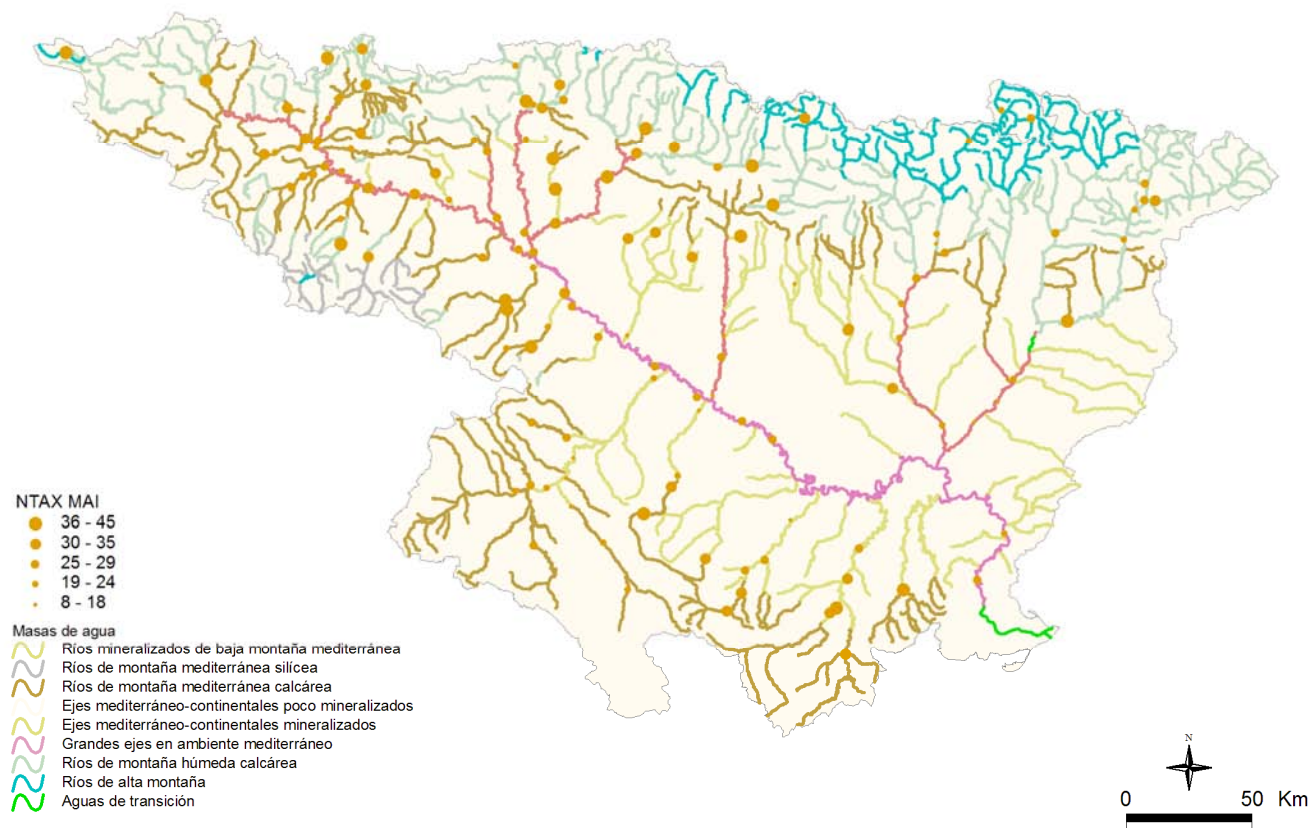 NTAX MAI
36 - 45
30 - 35
25 - 29
19 - 24
8 - 18
Masas de agua
Ríos mineralizados de baja montaña mediterránea
Ríos de montaña mediterránea silícea
Ríos de montaña mediterránea calcárea
Ejes mediterráneo-continentales poco mineralizados
Ejes mediterráneo-continentales mineralizados
Grandes ejes en ambiente mediterráneo
Ríos de montaña húmeda calcárea
Ríos de alta montaña
Aguas de transición
N
0 50 Km